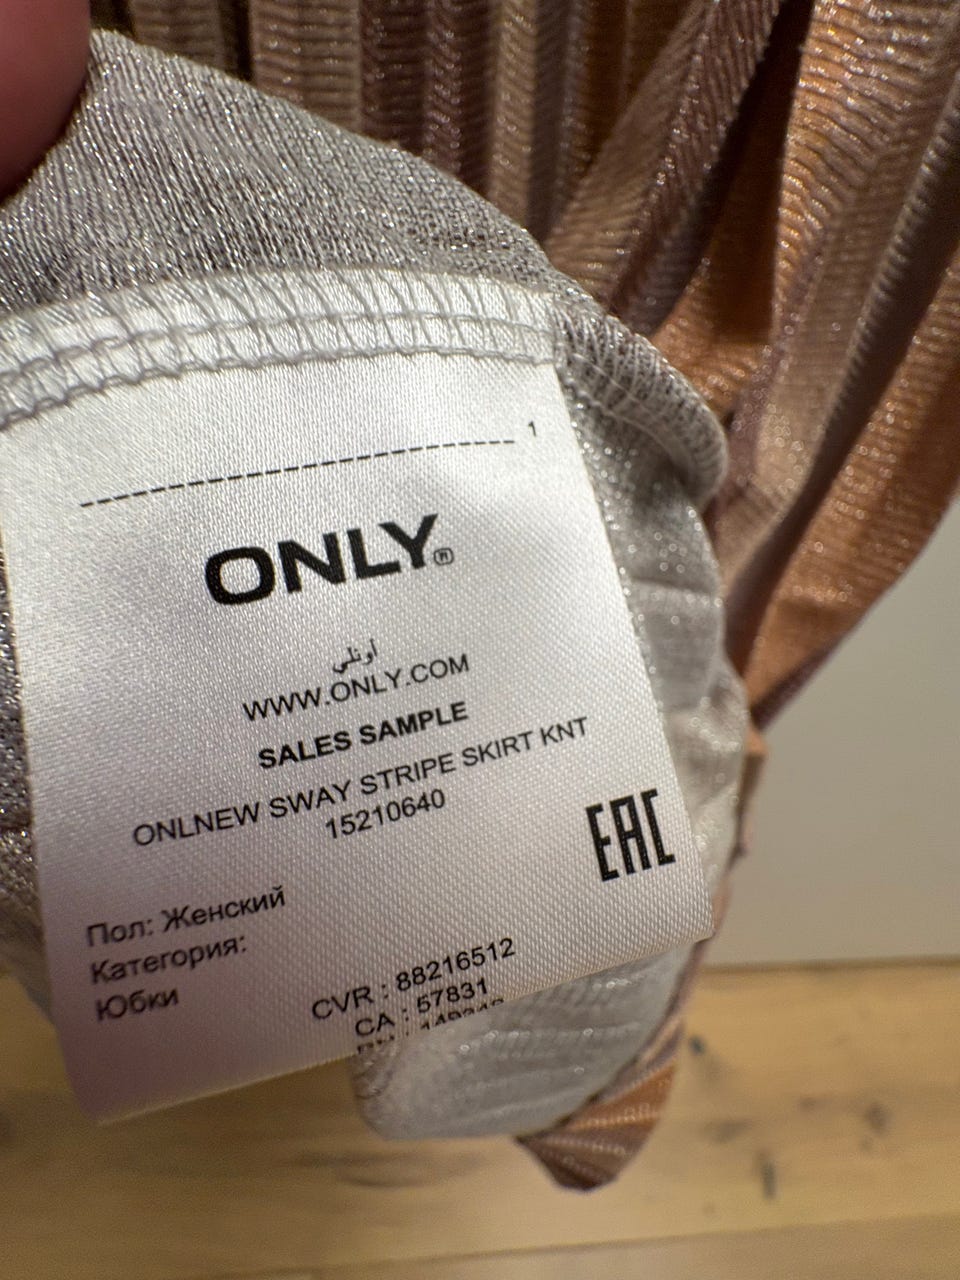 1
ONLY®
أونلي
WWW.ONLY.COM
SALES SAMPLE
ONLNEW SWAY STRIPE SKIRT KNT
15210640
EAC
Пол: Женский
Категория:
Юбки
CVR : 88216512
CA : 57831